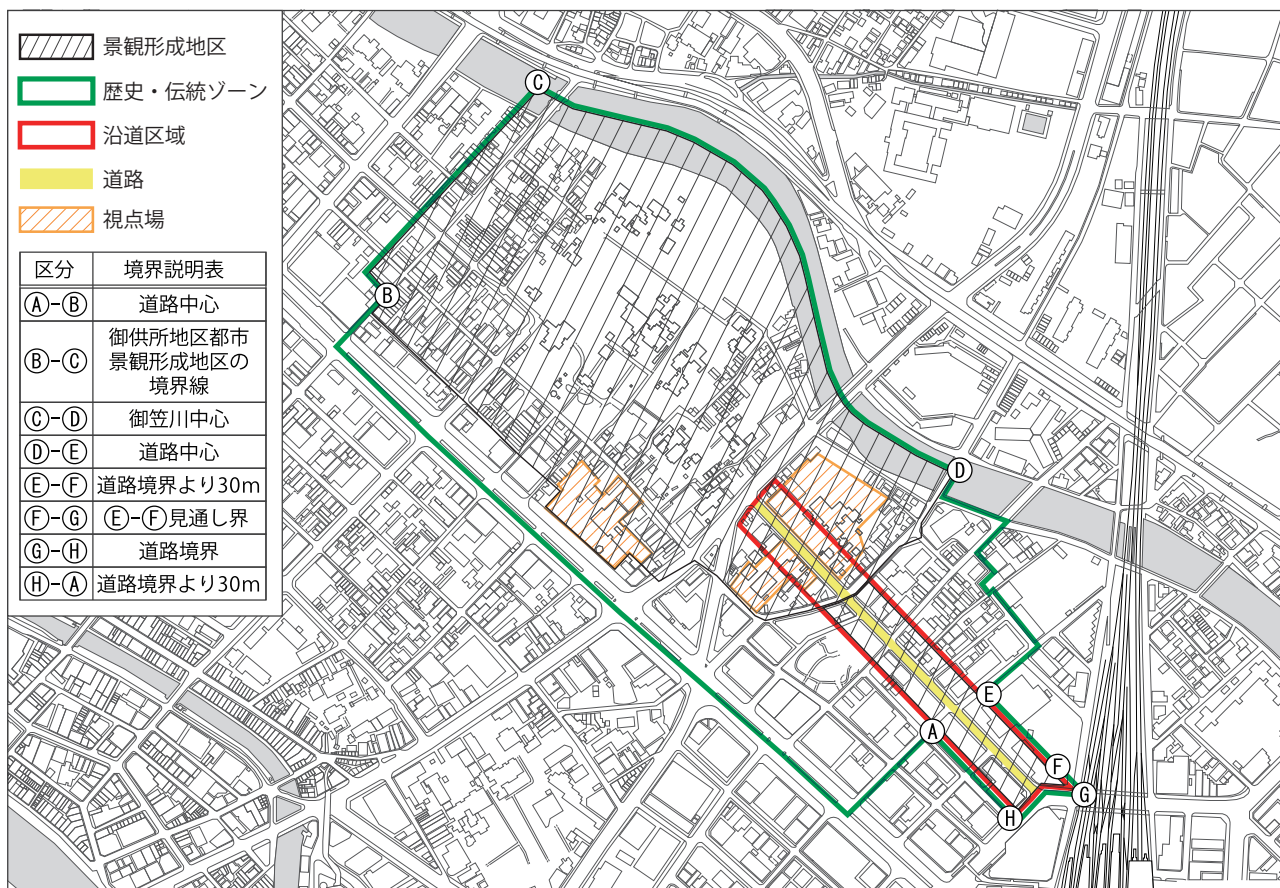 景観形成地区
歴史・伝統ゾーン
沿道区域
道路
視点場
区分 境界説明表
Ⓐ-Ⓑ 道路中心
Ⓑ-Ⓒ 御供所地区都市
景観形成地区の
境界線
Ⓒ-Ⓓ 御笠川中心
Ⓓ-Ⓔ 道路中心
Ⓔ-Ⓕ 道路境界より30m
Ⓕ-Ⓖ Ⓔ-Ⓕ見通し界
Ⓖ-Ⓗ 道路境界
Ⓗ-Ⓐ 道路境界より30m
Ⓒ
Ⓑ
Ⓓ
Ⓔ
Ⓐ
Ⓕ
Ⓖ
Ⓗ